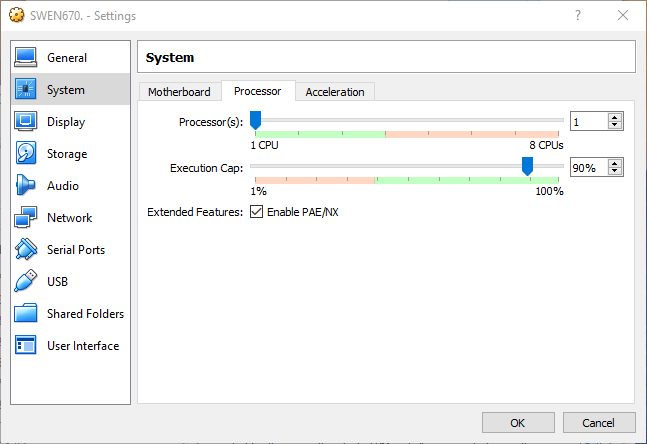 SWEN670. - Settings
?
General
System
Display
Storage
Audio
Network
Serial Ports
USB
Shared Folders
User Interface
System
Motherboard Processor Acceleration
Processor(s): 1
1 CPU 8 CPUs
Execution Cap: 90%
1% 100%
Extended Features: Enable PAE/NX
OK Cancel